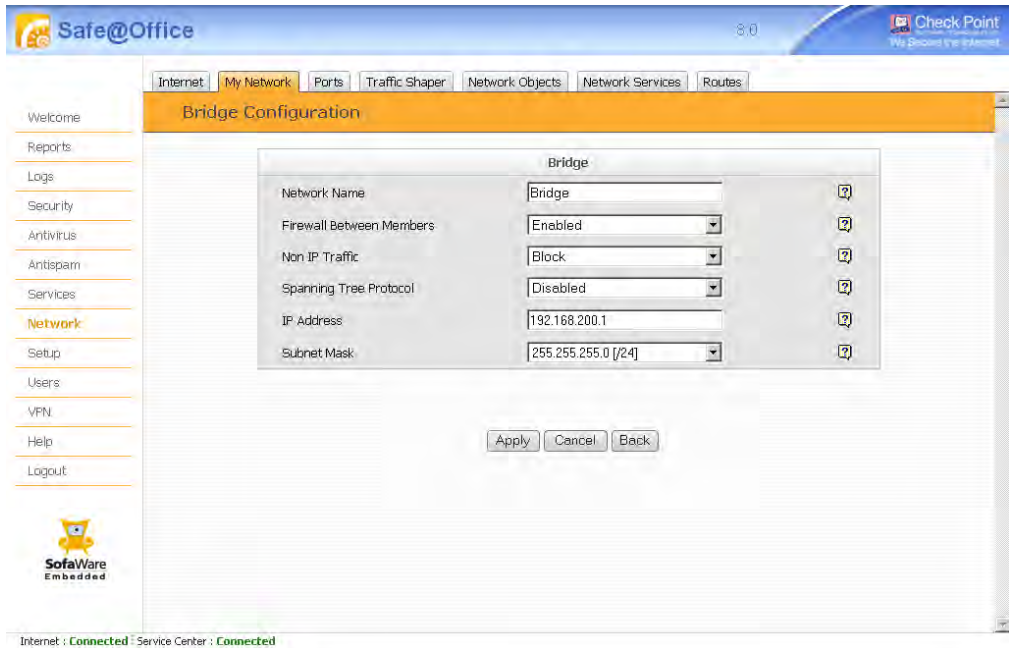 Safe@Office
8.0
Check Point
We Secure the Internet
Internet My Network Ports Traffic Shaper Network Objects Network Services Routes
Bridge Configuration
Welcome
Reports
Logs
Security
Antivirus
Antispam
Services
Network
Setup
Users
VPN
Help
Logout
Bridge
Network Name Bridge ?
Firewall Between Members Enabled ?
Non IP Traffic Block ?
Spanning Tree Protocol Disabled ?
IP Address 192.168.200.1 ?
Subnet Mask 255.255.255.0 [/24] ?
Apply Cancel Back
SofaWare
Embedded
Internet : Connected Service Center : Connected